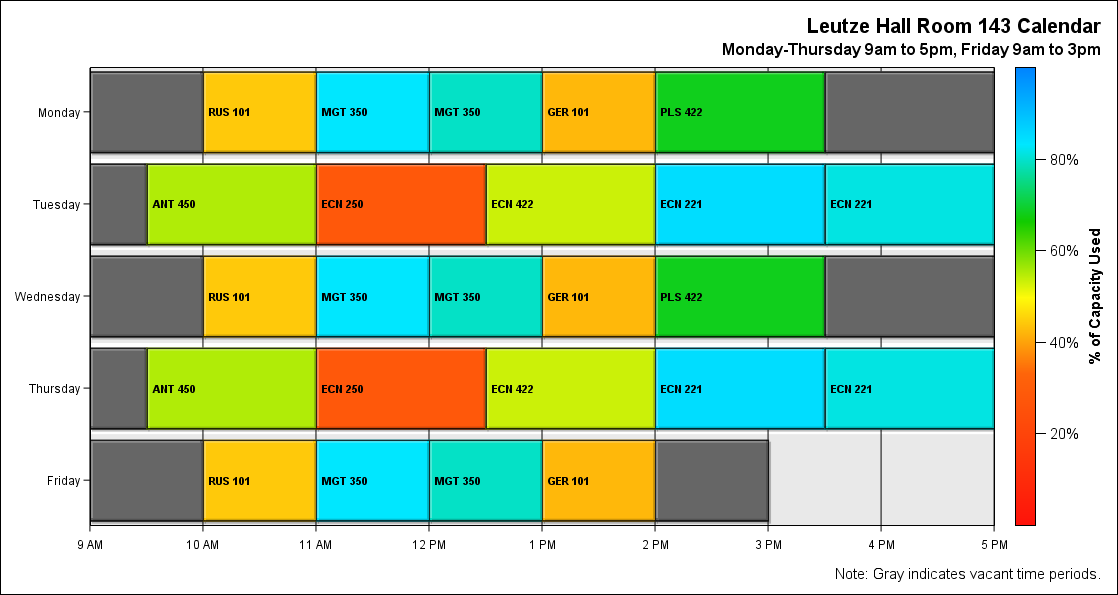 Leutze Hall Room 143 Calendar
Monday-Thursday 9am to 5pm, Friday 9am to 3pm
Monday
RUS 101
MGT 350
MGT 350
GER 101
PLS 422
Tuesday
ANT 450
ECN 250
ECN 422
ECN 221
ECN 221
Wednesday
RUS 101
MGT 350
MGT 350
GER 101
PLS 422
Thursday
ANT 450
ECN 250
ECN 422
ECN 221
ECN 221
Friday
RUS 101
MGT 350
MGT 350
GER 101
9 AM
10 AM
11 AM
12 PM
1 PM
2 PM
3 PM
4 PM
5 PM
80%
60%
40%
20%
% of Capacity Used
Note: Gray indicates vacant time periods.